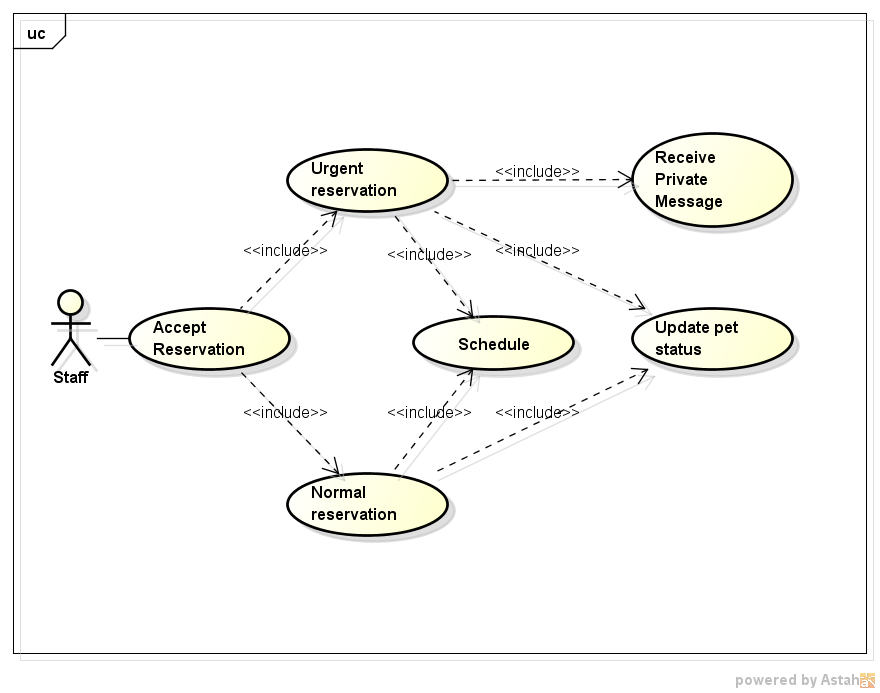 uc
Urgent
reservation
<<include>>
Receive
Private
Message
<<include>>
<<include>>
<<include>>
Staff
Accept
Reservation
Schedule
Update pet
status
<<include>>
<<include>>
<<include>>
Normal
reservation
powered by Astah